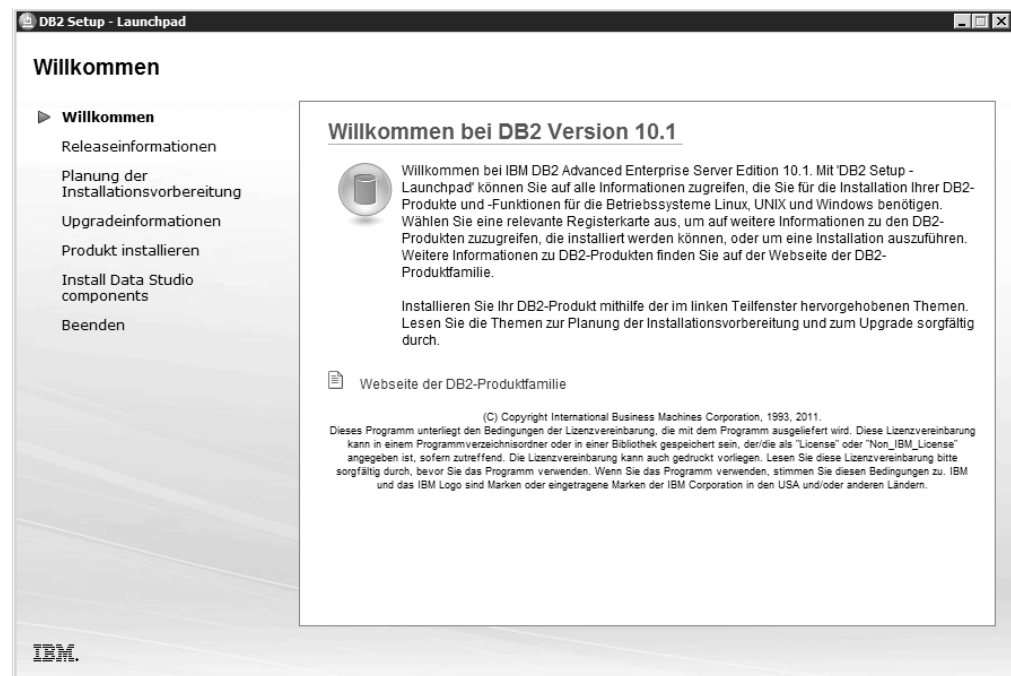 DB2 Setup - Launchpad
Willkommen
Willkommen
Releaseinformationen
Planung der
Installationsvorbereitung
Upgradeinformationen
Produkt installieren
Install Data Studio
components
Beenden
Willkommen bei DB2 Version 10.1
Willkommen bei IBM DB2 Advanced Enterprise Server Edition 10.1. Mit 'DB2 Setup -
Launchpad' können Sie auf alle Informationen zugreifen, die Sie für die Installation Ihrer DB2-
Produkte und -Funktionen für die Betriebssysteme Linux, UNIX und Windows benötigen.
Wählen Sie eine relevante Registerkarte aus, um auf weitere Informationen zu den DB2-
Produkten zuzugreifen, die installiert werden können, oder um eine Installation auszuführen.
Weitere Informationen zu DB2-Produkten finden Sie auf der Webseite der DB2-
Produktfamilie.
Installieren Sie Ihr DB2-Produkt mithilfe der im linken Teilfenster hervorgehobenen Themen.
Lesen Sie die Themen zur Planung der Installationsvorbereitung und zum Upgrade sorgfältig
durch.
Webseite der DB2-Produktfamilie
(C) Copyright International Business Machines Corporation, 1993, 2011.
Dieses Programm unterliegt den Bedingungen der Lizenzvereinbarung, die mit dem Programm ausgeliefert wird. Diese Lizenzvereinbarung
kann in einem Programmverzeichnisordner oder in einer Bibliothek gespeichert sein, der/die als "License" oder "Non_IBM_License"
angegeben ist, sofern zutreffend. Die Lizenzvereinbarung kann auch gedruckt vorliegen. Lesen Sie diese Lizenzvereinbarung bitte
sorgfältig durch, bevor Sie das Programm verwenden. Wenn Sie das Programm verwenden, stimmen Sie diesen Bedingungen zu. IBM
und das IBM Logo sind Marken oder eingetragene Marken der IBM Corporation in den USA und/oder anderen Ländern.
IBM.